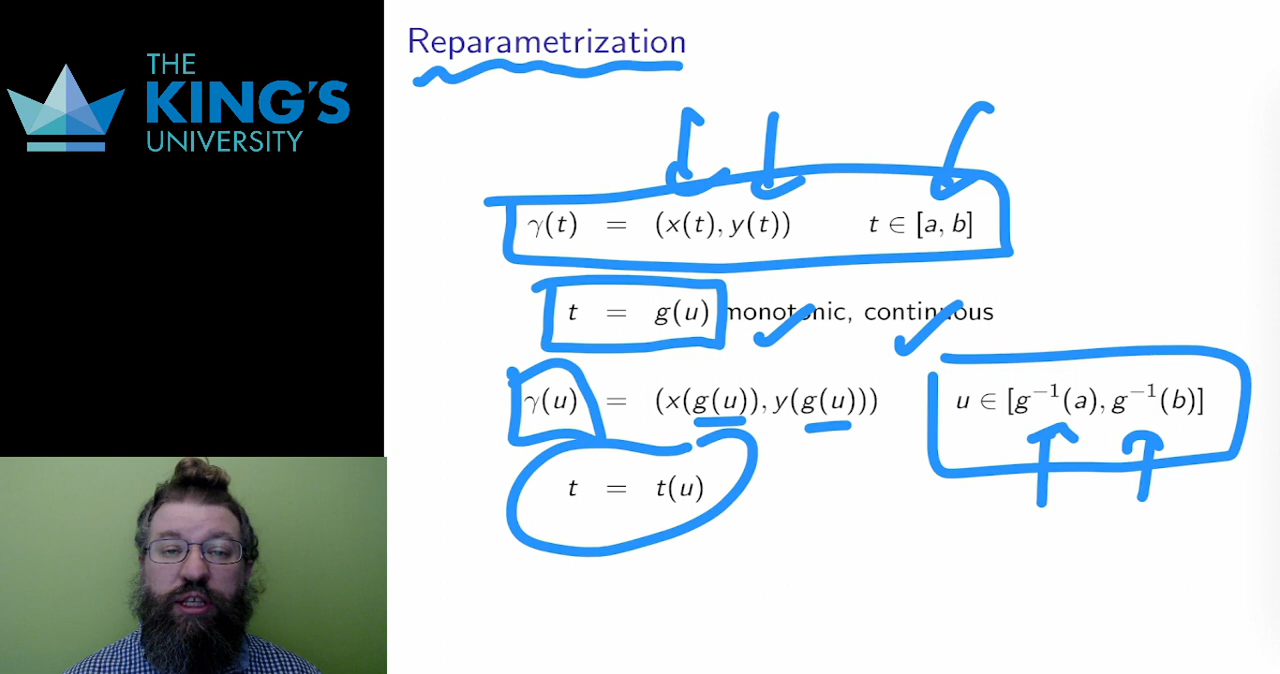 THE
KING'S
UNIVERSITY
Reparametrization
γ(t) = (x(t), y(t)) t ∈ [a, b]
t = g(u) monotonic, continuous
γ(u) = (x(g(u)), y(g(u))) u ∈ [g⁻¹(a), g⁻¹(b)]
t = t(u)